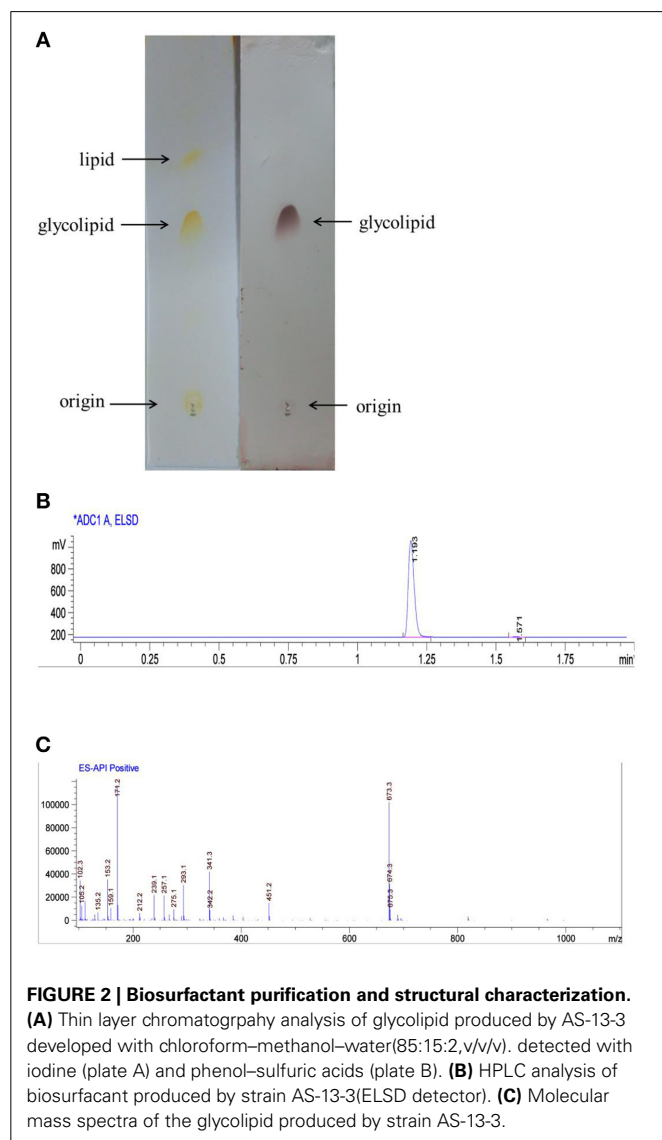 A
lipid
glycolipid
glycolipid
origin
origin
B
*ADC1 A, ELSD
mV
800
600
400
200
1.193
1.571
0
0.25
0.5
0.75
1
1.25
1.5
1.75
min
C
ES-API Positive
100000
80000
60000
40000
20000
0
102.3
105.2
135.2
153.2
159.1
171.2
212.2
239.1
257.1
275.1
293.1
341.3
342.2
451.2
673.3
674.3
675.3
200
400
600
800
1000
m/z
FIGURE 2 | Biosurfactant purification and structural characterization.
(A) Thin layer chromatogrpahy analysis of glycolipid produced by AS-13-3
developed with chloroform–methanol–water(85:15:2,v/v/v). detected with
iodine (plate A) and phenol–sulfuric acids (plate B). (B) HPLC analysis of
biosurfacant produced by strain AS-13-3(ELSD detector). (C) Molecular
mass spectra of the glycolipid produced by strain AS-13-3.